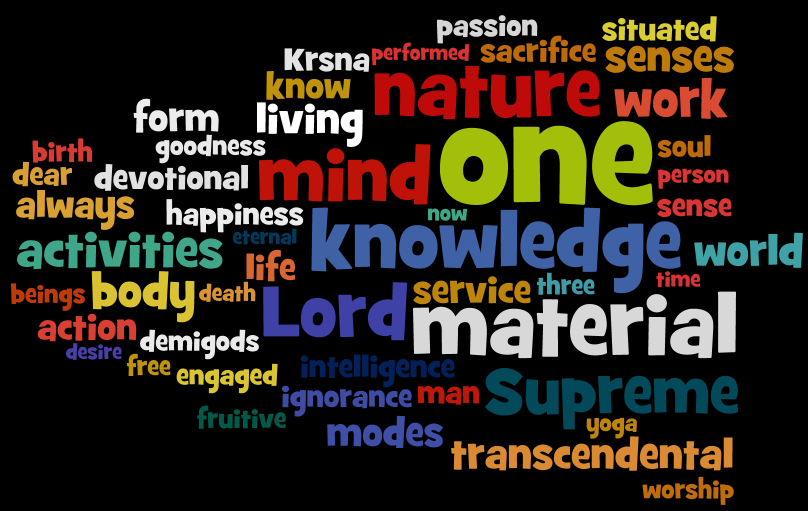 passion
situated
Krsna
performed
sacrifice
senses
know
nature
work
form
living
one
birth
goodness
mind
soul
dear
devotional
person
always
happiness
now
sense
activities
eternal
knowledge
world
life
beings
body
death
Lord
service
three
time
action
demigods
material
desire
free
engaged
intelligence
ignorance
man
Supreme
fruitive
modes
yoga
transcendental
worship